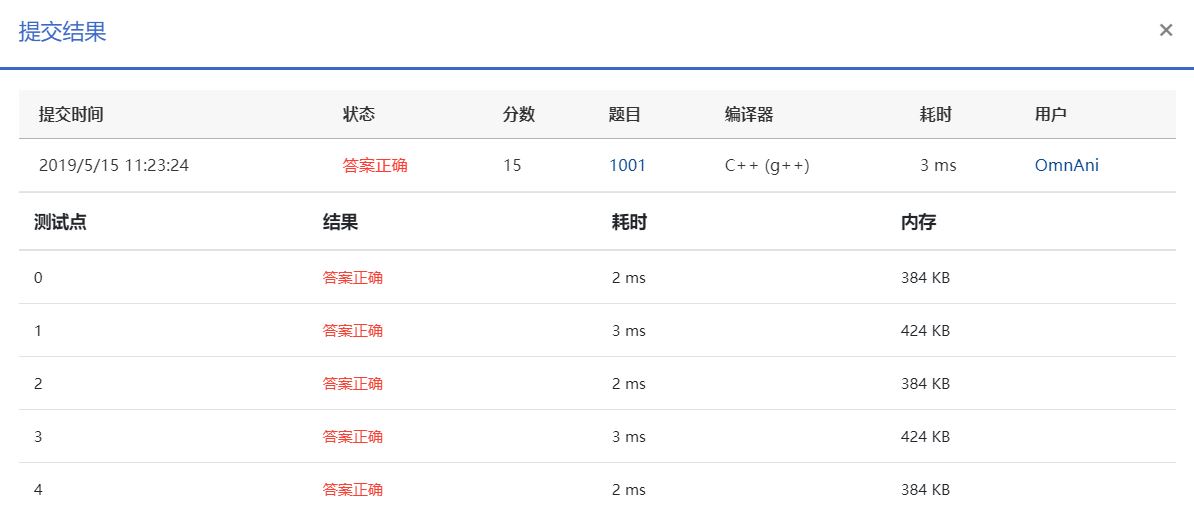 提交结果 ×
提交时间 状态 分数 题目 编译器 耗时 用户
2019/5/15 11:23:24 答案正确 15 1001 C++ (g++) 3 ms OmnAni
测试点 结果 耗时 内存
0 答案正确 2 ms 384 KB
1 答案正确 3 ms 424 KB
2 答案正确 2 ms 384 KB
3 答案正确 3 ms 424 KB
4 答案正确 2 ms 384 KB